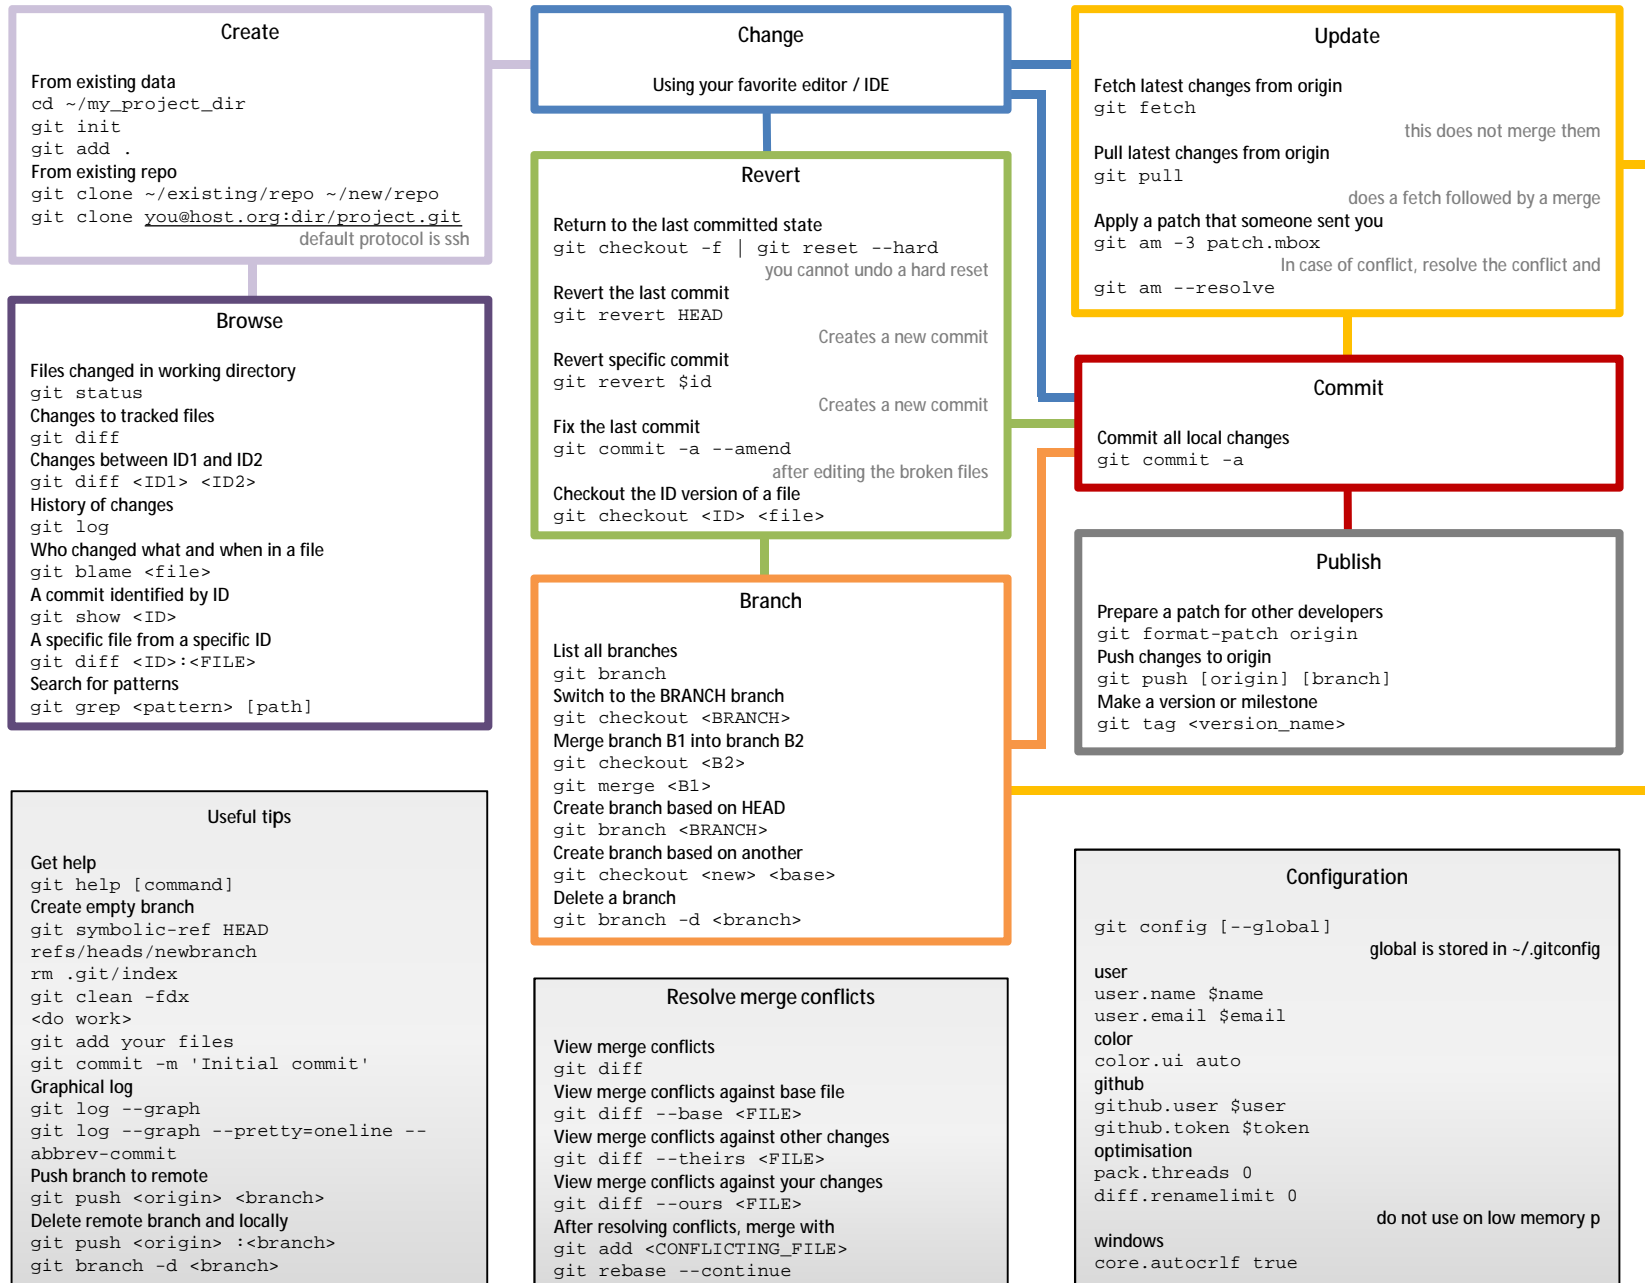 Create
From existing data
cd ~/my_project_dir
git init
git add .
From existing repo
git clone ~/existing/repo ~/new/repo
git clone you@host.org:dir/project.git
default protocol is ssh
Browse
Files changed in working directory
git status
Changes to tracked files
git diff
Changes between ID1 and ID2
git diff <ID1> <ID2>
History of changes
git log
Who changed what and when in a file
git blame <file>
A commit identified by ID
git show <ID>
A specific file from a specific ID
git diff <ID>:<FILE>
Search for patterns
git grep <pattern> [path]
Useful tips
Get help
git help [command]
Create empty branch
git symbolic-ref HEAD
refs/heads/newbranch
rm .git/index
git clean -fdx
<do work>
git add your files
git commit -m 'Initial commit'
Graphical log
git log --graph
git log --graph --pretty=oneline --
abbrev-commit
Push branch to remote
git push <origin> <branch>
Delete remote branch and locally
git push <origin> :<branch>
git branch -d <branch>
Change
Using your favorite editor / IDE
Revert
Return to the last committed state
git checkout -f | git reset --hard
you cannot undo a hard reset
Revert the last commit
git revert HEAD
Creates a new commit
Revert specific commit
git revert $id
Creates a new commit
Fix the last commit
git commit -a --amend
after editing the broken files
Checkout the ID version of a file
git checkout <ID> <file>
Branch
List all branches
git branch
Switch to the BRANCH branch
git checkout <BRANCH>
Merge branch B1 into branch B2
git checkout <B2>
git merge <B1>
Create branch based on HEAD
git branch <BRANCH>
Create branch based on another
git checkout <new> <base>
Delete a branch
git branch -d <branch>
Resolve merge conflicts
View merge conflicts
git diff
View merge conflicts against base file
git diff --base <FILE>
View merge conflicts against other changes
git diff --theirs <FILE>
View merge conflicts against your changes
git diff --ours <FILE>
After resolving conflicts, merge with
git add <CONFLICTING_FILE>
git rebase --continue
Update
Fetch latest changes from origin
git fetch
this does not merge them
Pull latest changes from origin
git pull
does a fetch followed by a merge
Apply a patch that someone sent you
git am -3 patch.mbox
In case of conflict, resolve the conflict and
git am --resolve
Commit
Commit all local changes
git commit -a
Publish
Prepare a patch for other developers
git format-patch origin
Push changes to origin
git push [origin] [branch]
Make a version or milestone
git tag <version_name>
Configuration
git config [--global]
global is stored in ~/.gitconfig
user
user.name $name
user.email $email
color
color.ui auto
github
github.user $user
github.token $token
optimisation
pack.threads 0
diff.renamelimit 0
do not use on low memory p
windows
core.autocrlf true